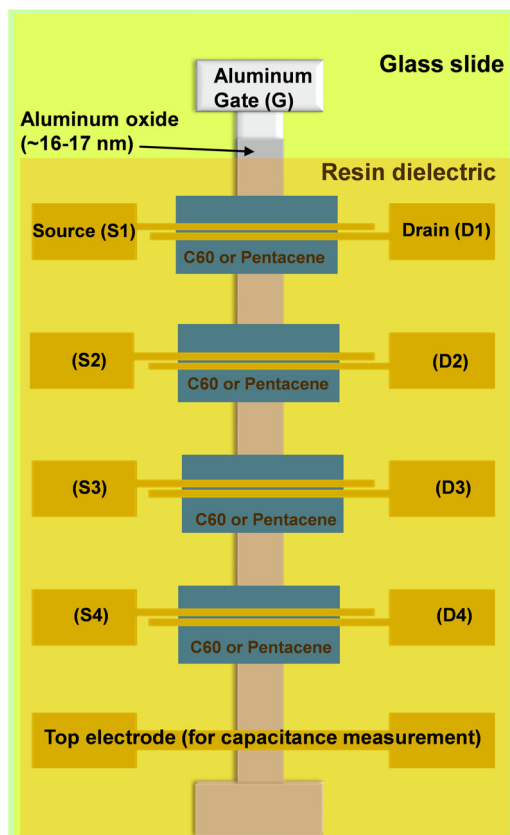 Aluminum
Gate (G)
Glass slide
Aluminum oxide
(~16-17 nm)
Resin dielectric
Source (S1)
Drain (D1)
C60 or Pentacene
(S2)
(D2)
C60 or Pentacene
(S3)
(D3)
C60 or Pentacene
(S4)
(D4)
C60 or Pentacene
Top electrode (for capacitance measurement)